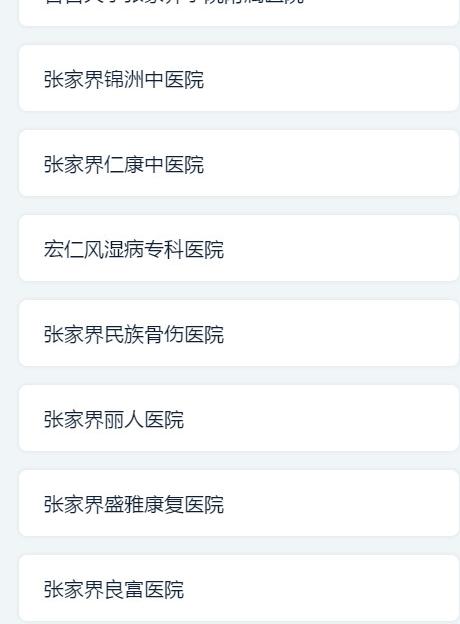 张家界锦洲中医院
张家界仁康中医院
宏仁风湿病专科医院
张家界民族骨伤医院
张家界丽人医院
张家界盛雅康复医院
张家界良富医院